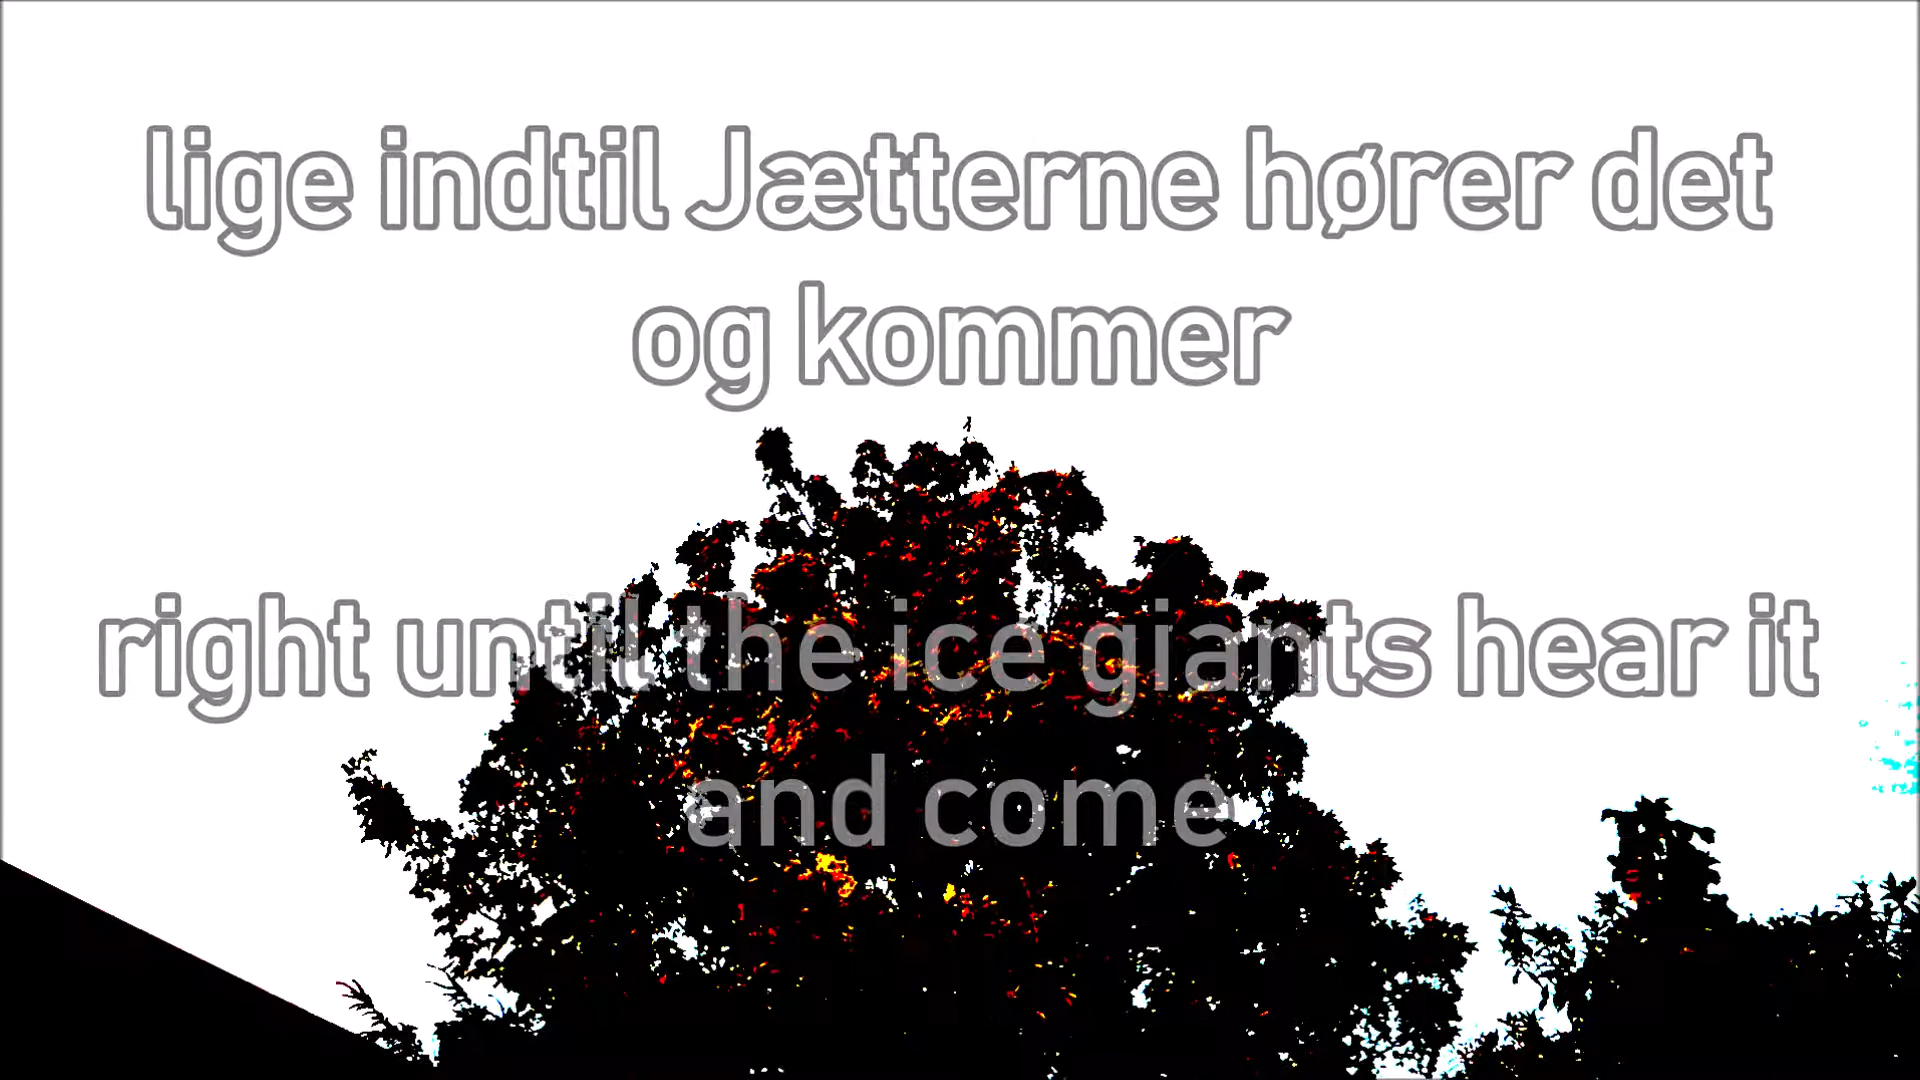 lige indtil Jætterne hører det
og kommer
right until the ice giants hear it
and come